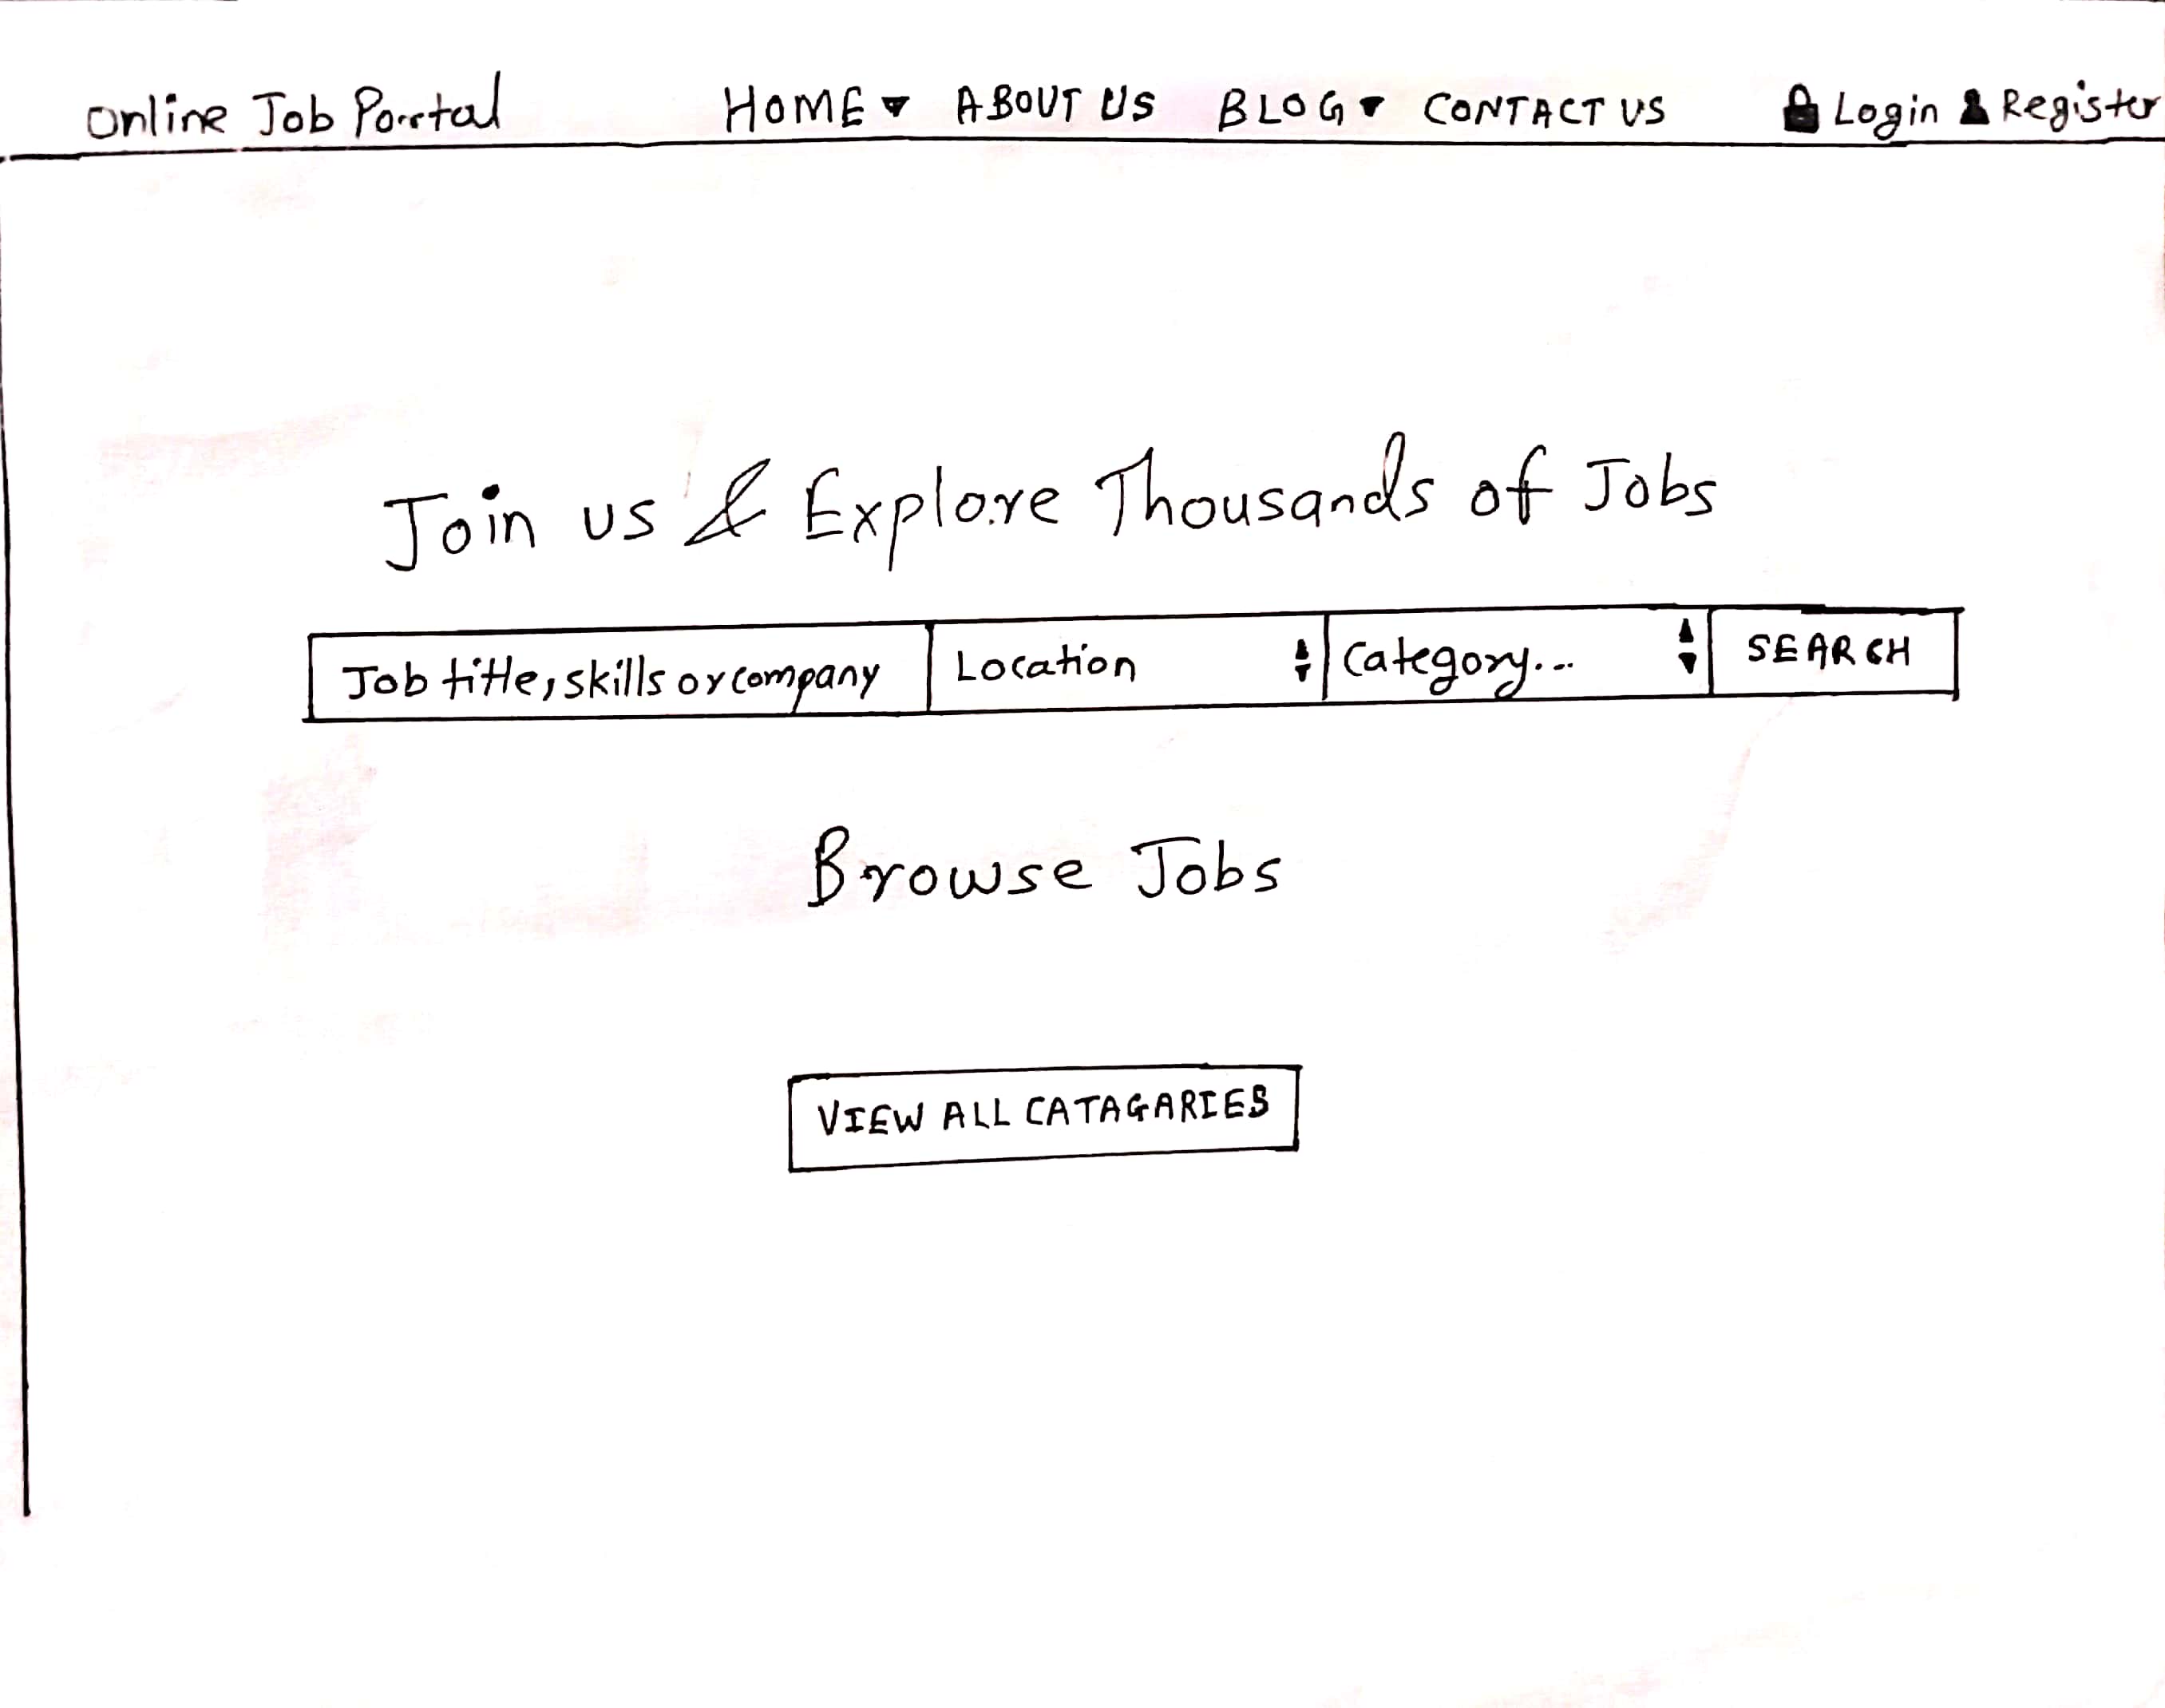 Online Job Portal HOME ▾ ABOUT US BLOG ▾ CONTACT US Login Register
Join us & Explore Thousands of Jobs
Job title, skills or company Location Category... SEARCH
Browse Jobs
VIEW ALL CATAGARIES